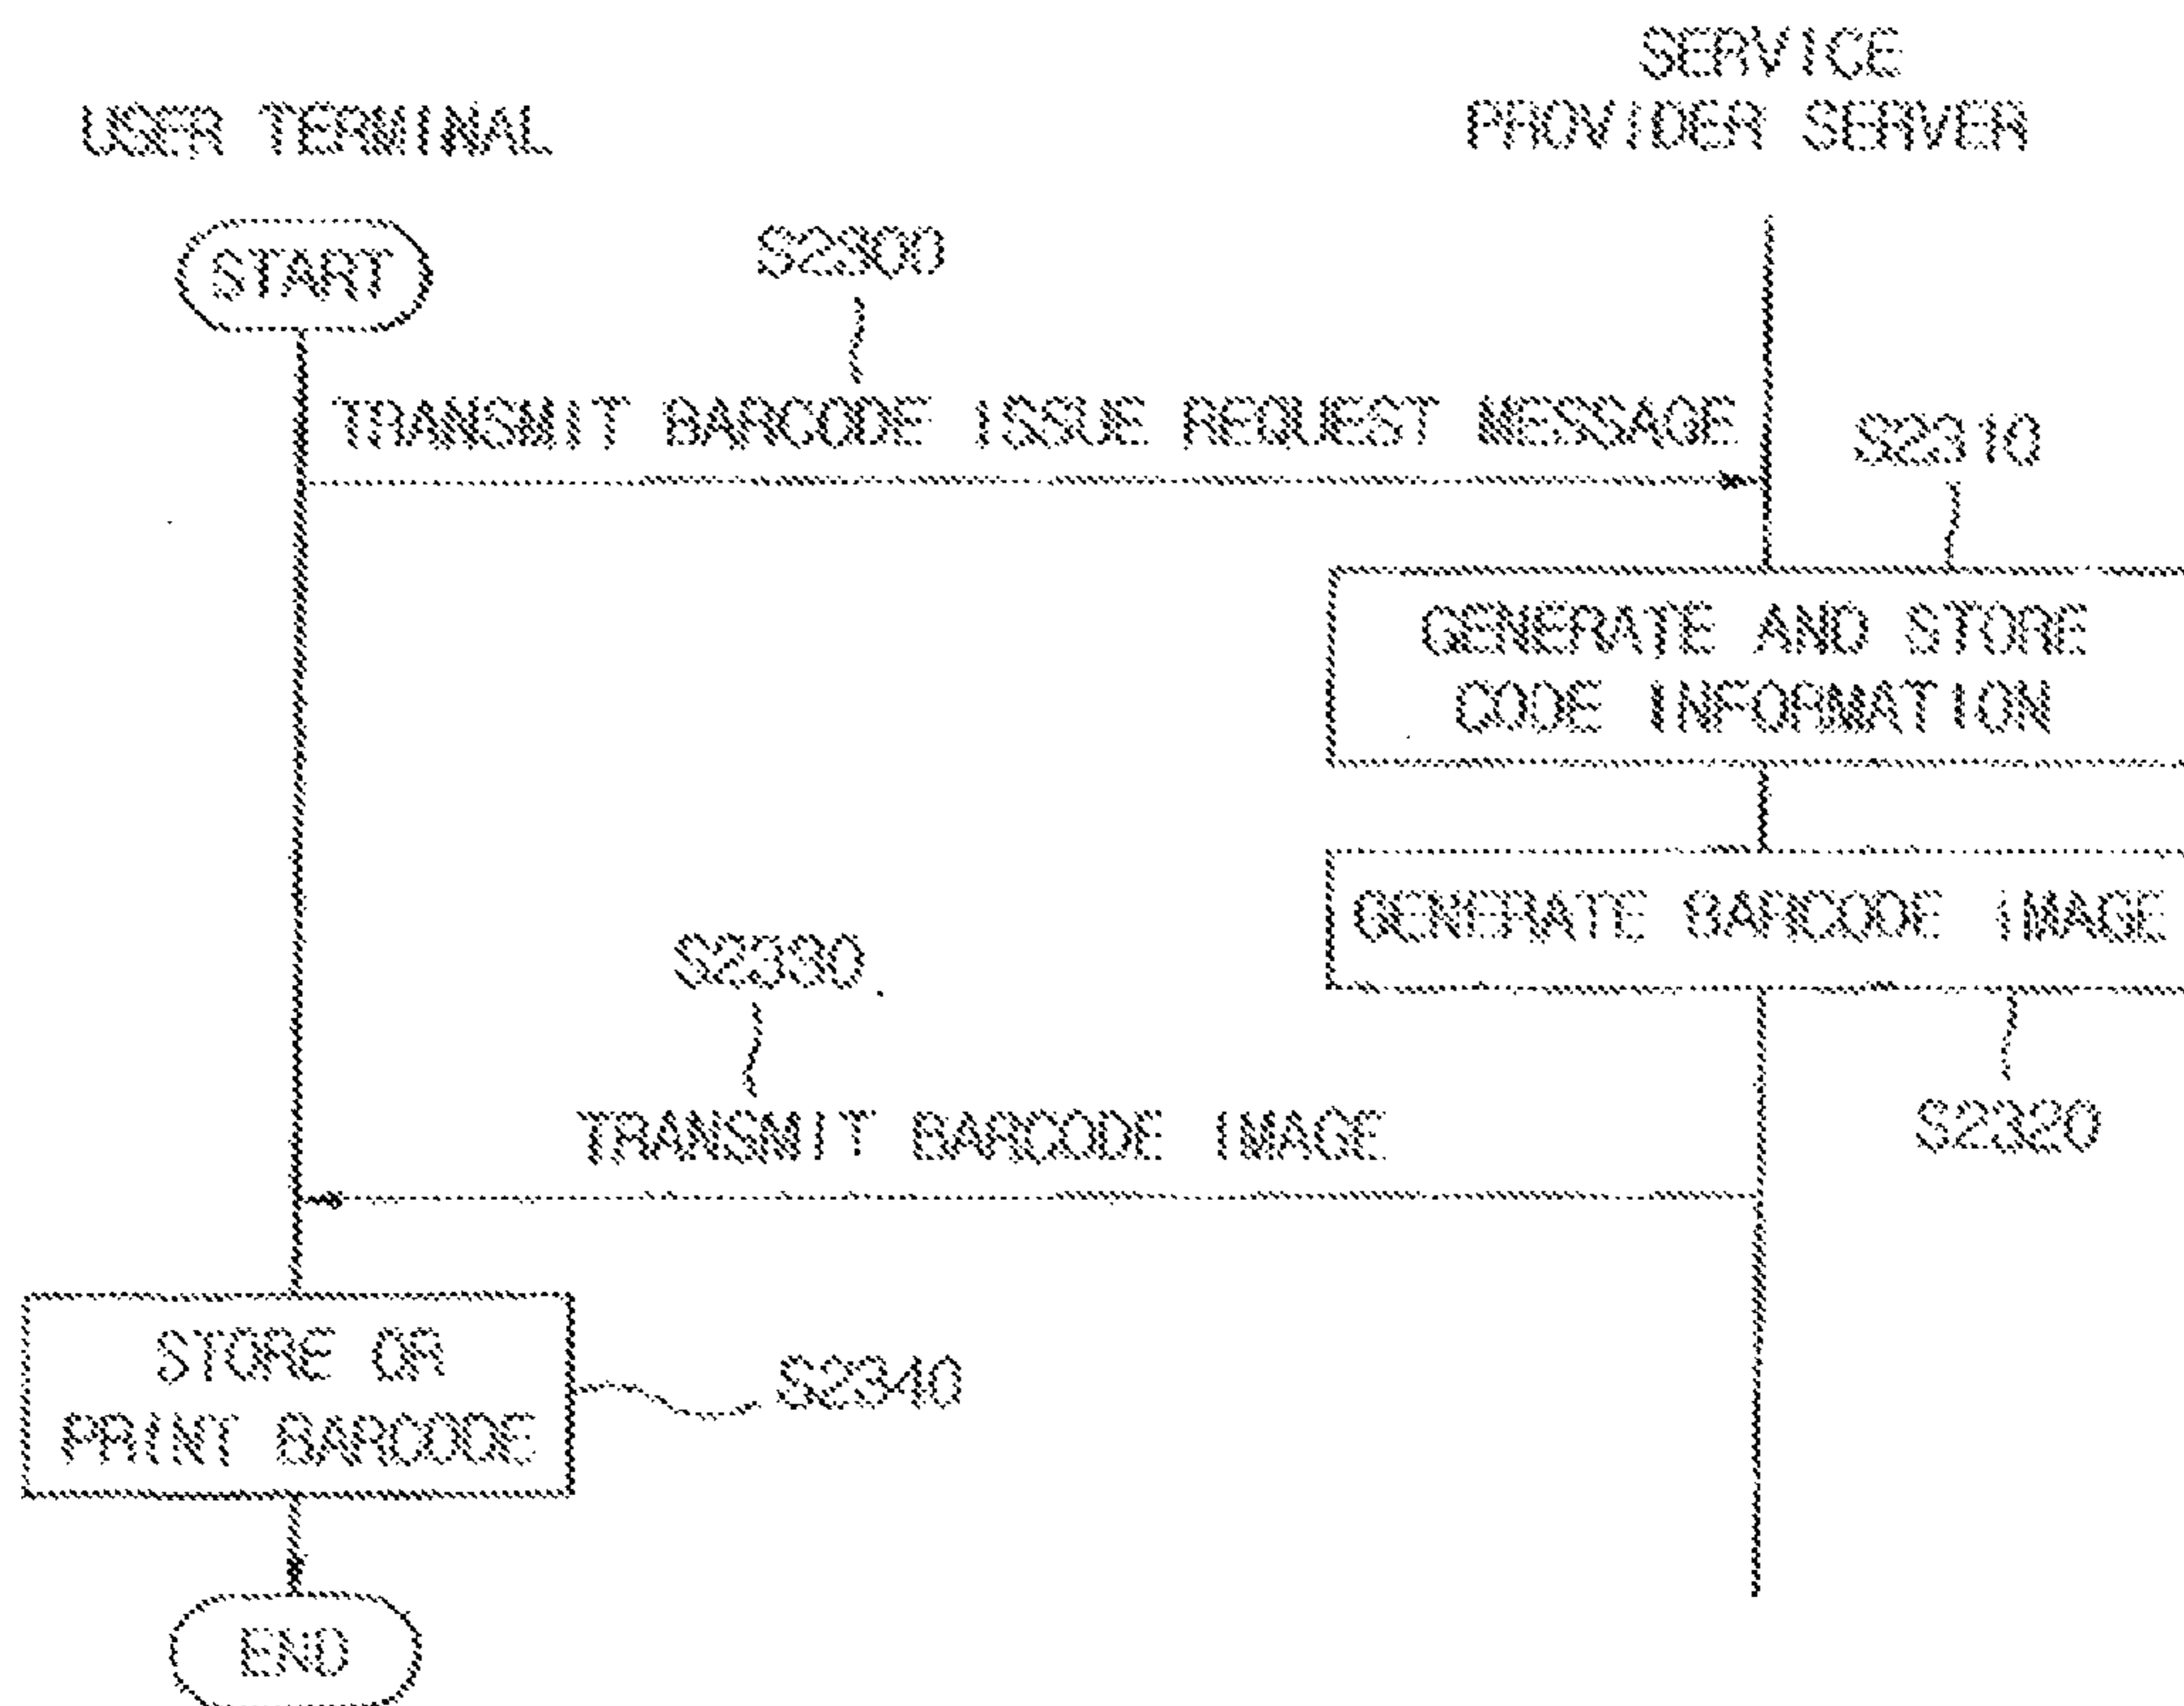 SERVICE
USER TERMINAL
PROVIDER SERVER
START
S2300
TRANSMIT BARCODE ISSUE REQUEST MESSAGE
S2310
GENERATE AND STORE
CODE INFORMATION
GENERATE BARCODE IMAGE
S2330
TRANSMIT BARCODE IMAGE
S2320
STORE OR
PRINT BARCODE
S2340
END